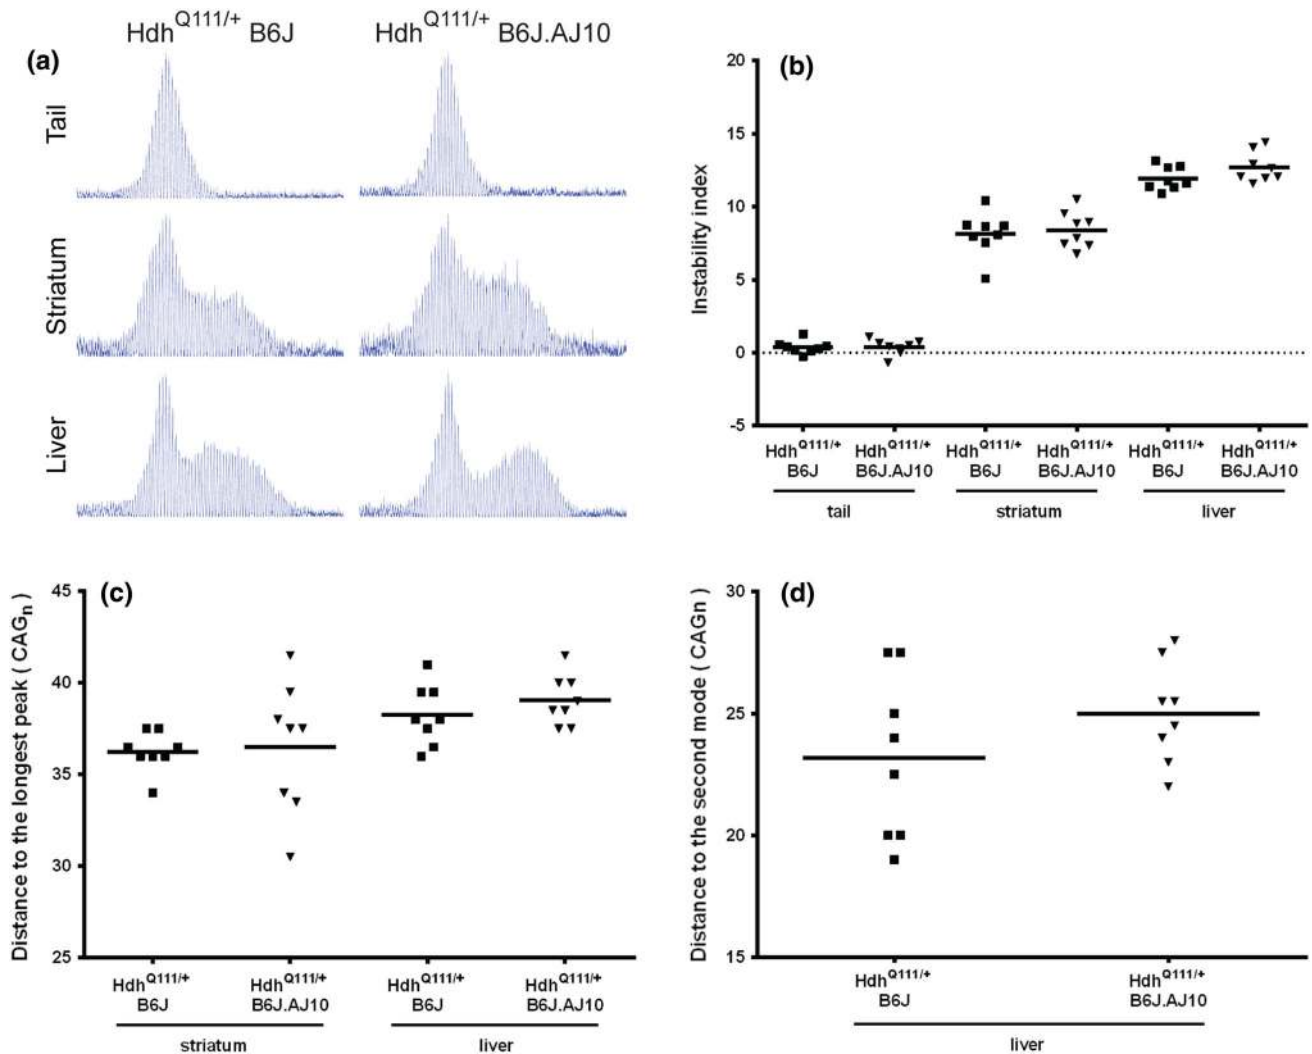 (a)
Hdh^Q111/+ B6J
Hdh^Q111/+ B6J.AJ10
Tail
Striatum
Liver
(b)
Instability index
20
15
10
5
0
-5
Hdh^Q111/+
B6J
Hdh^Q111/+
B6J.AJ10
Hdh^Q111/+
B6J
Hdh^Q111/+
B6J.AJ10
Hdh^Q111/+
B6J
Hdh^Q111/+
B6J.AJ10
tail
striatum
liver
(c)
Distance to the longest peak ( CAG_n )
45
40
35
30
25
Hdh^Q111/+
B6J
Hdh^Q111/+
B6J.AJ10
Hdh^Q111/+
B6J
Hdh^Q111/+
B6J.AJ10
striatum
liver
(d)
Distance to the second mode ( CAGn )
30
25
20
15
Hdh^Q111/+
B6J
Hdh^Q111/+
B6J.AJ10
liver